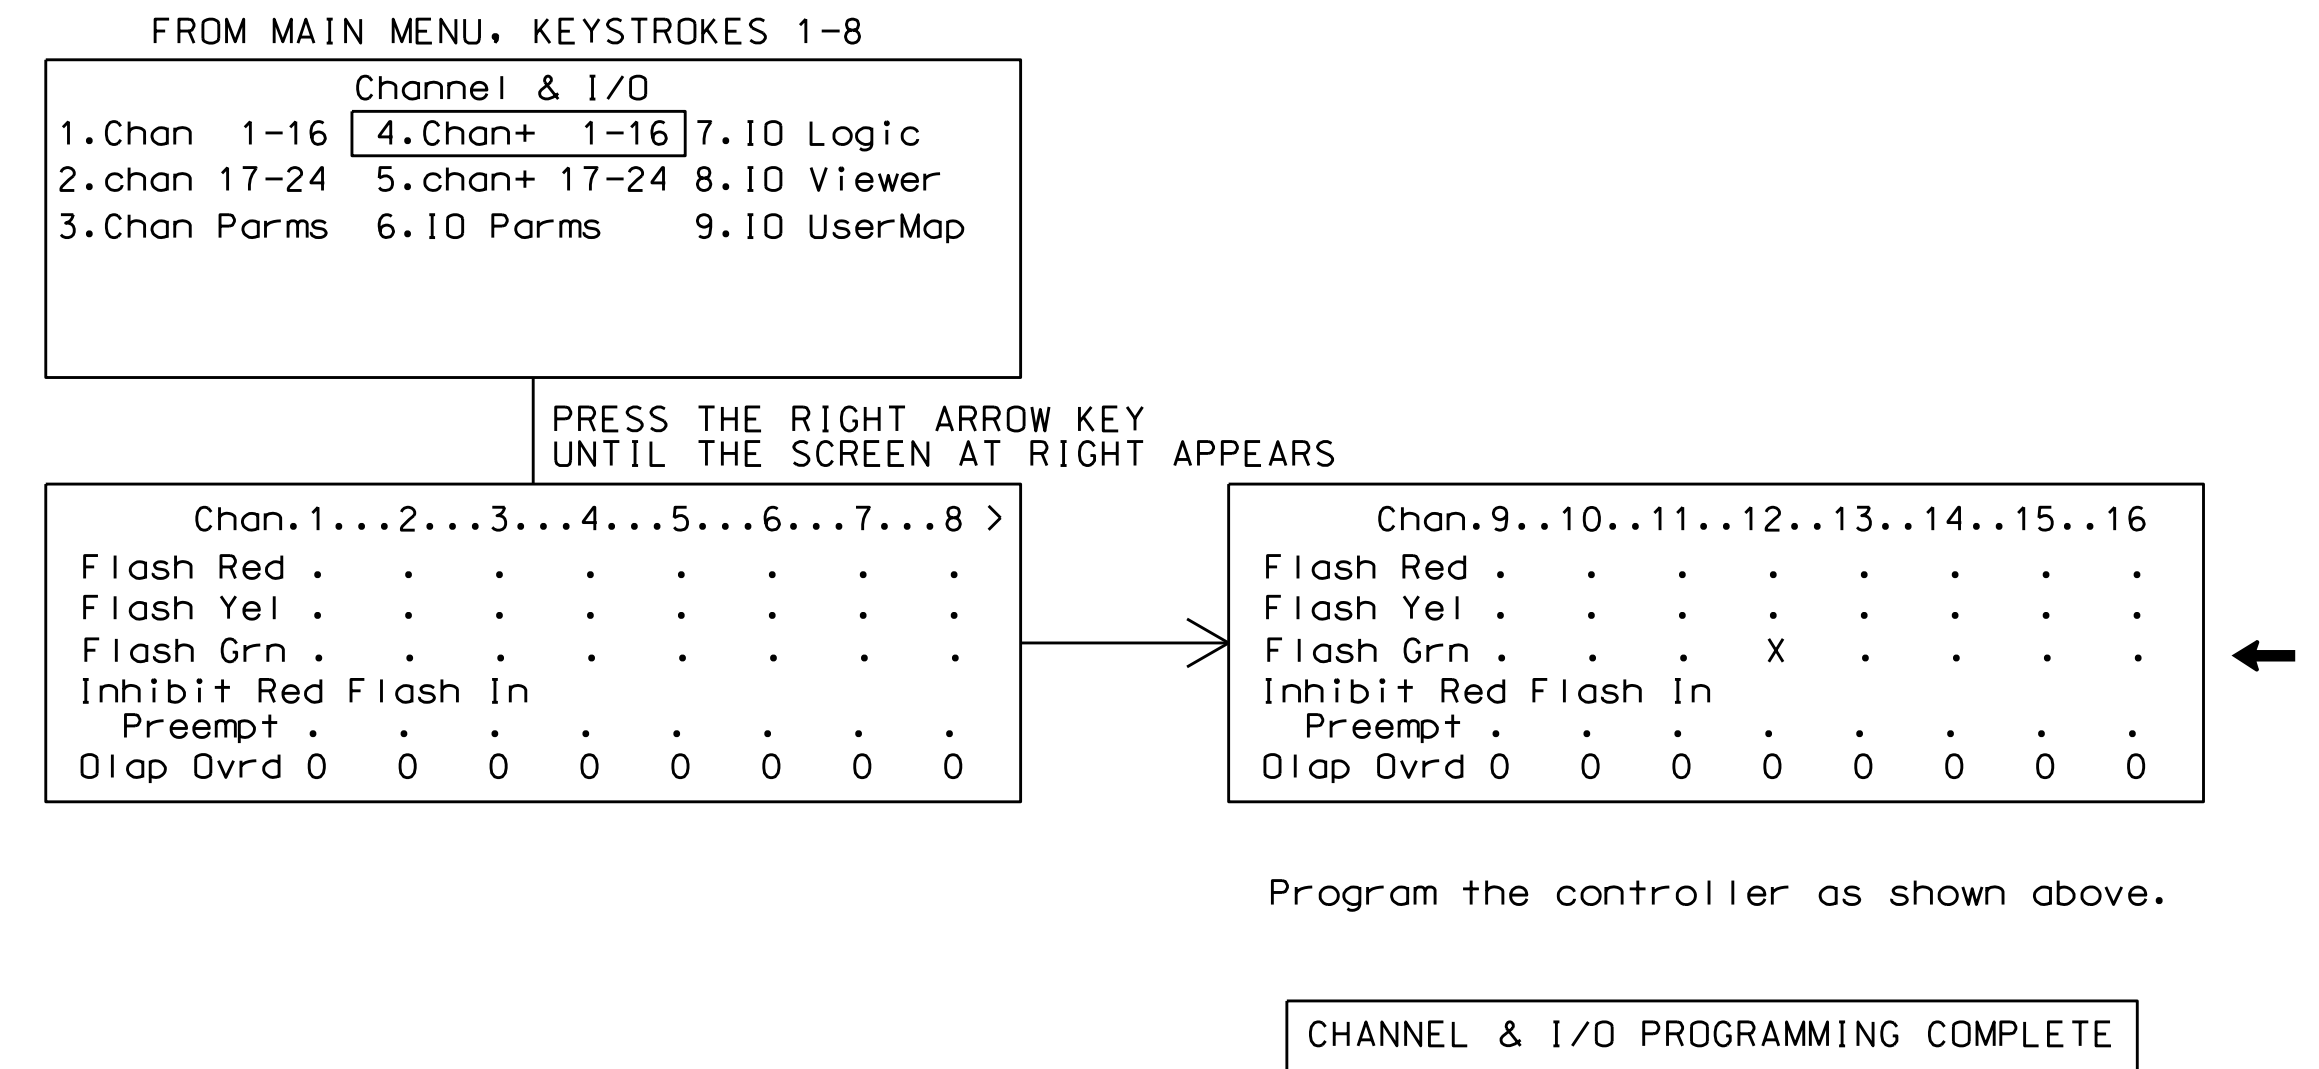 FROM MAIN MENU, KEYSTROKES 1-8
Channel & I/O
1.Chan  1-16  4.Chan+  1-16 7.IO Logic
2.chan 17-24  5.chan+ 17-24 8.IO Viewer
3.Chan Parms  6.IO Parms    9.IO UserMap
PRESS THE RIGHT ARROW KEY
UNTIL THE SCREEN AT RIGHT APPEARS
Chan.1...2...3...4...5...6...7...8 >
Flash Red . . . . . . . .
Flash Yel . . . . . . . .
Flash Grn . . . . . . . .
Inhibit Red Flash In
Preempt . . . . . . . .
Olap Ovrd 0 0 0 0 0 0 0 0
Chan.9..10..11..12..13..14..15..16
Flash Red . . . . . . . .
Flash Yel . . . . . . . .
Flash Grn . . . X . . . .
Inhibit Red Flash In
Preempt . . . . . . . .
Olap Ovrd 0 0 0 0 0 0 0 0
Program the controller as shown above.
CHANNEL & I/O PROGRAMMING COMPLETE